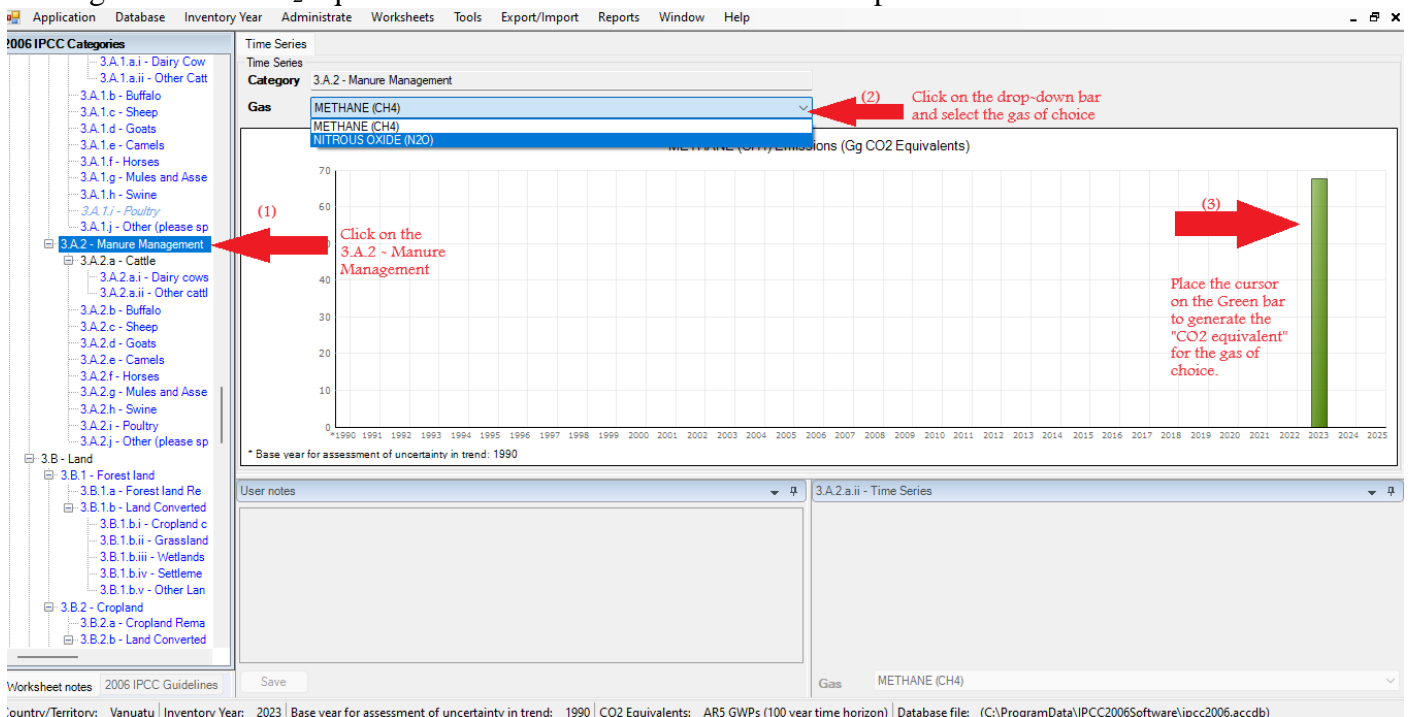 Application Database Inventory Year Administrate Worksheets Tools Export/Import Reports Window Help
2006 IPCC Categories
3.A.1.a.i - Dairy Cow
3.A.1.a.ii - Other Catt
3.A.1.b - Buffalo
3.A.1.c - Sheep
3.A.1.d - Goats
3.A.1.e - Camels
3.A.1.f - Horses
3.A.1.g - Mules and Asse
3.A.1.h - Swine
3.A.1.i - Poultry
3.A.1.j - Other (please sp
3.A.2 - Manure Management
3.A.2.a - Cattle
3.A.2.a.i - Dairy cows
3.A.2.a.ii - Other cattl
3.A.2.b - Buffalo
3.A.2.c - Sheep
3.A.2.d - Goats
3.A.2.e - Camels
3.A.2.f - Horses
3.A.2.g - Mules and Asse
3.A.2.h - Swine
3.A.2.i - Poultry
3.A.2.j - Other (please sp
3.B - Land
3.B.1 - Forest land
3.B.1.a - Forest land Re
3.B.1.b - Land Converted
3.B.1.b.i - Cropland c
3.B.1.b.ii - Grassland
3.B.1.b.iii - Wetlands
3.B.1.b.iv - Settleme
3.B.1.b.v - Other Lan
3.B.2 - Cropland
3.B.2.a - Cropland Rema
3.B.2.b - Land Converted
Worksheet notes 2006 IPCC Guidelines
Time Series
Time Series
Category 3.A.2 - Manure Management
Gas METHANE (CH4)
METHANE (CH4)
NITROUS OXIDE (N2O)
(2) Click on the drop-down bar
and select the gas of choice
Emissions (Gg CO2 Equivalents)
70
60
40
30
20
10
0
(1)
Click on the
3.A.2 - Manure
Management
(3)
Place the cursor
on the Green bar
to generate the
"CO2 equivalent"
for the gas of
choice.
*1990 1991 1992 1993 1994 1995 1996 1997 1998 1999 2000 2001 2002 2003 2004 2005 2006 2007 2008 2009 2010 2011 2012 2013 2014 2015 2016 2017 2018 2019 2020 2021 2022 2023 2024 2025
* Base year for assessment of uncertainty in trend: 1990
User notes
Save
3.A.2.a.ii - Time Series
Gas METHANE (CH4)
Country/Territory: Vanuatu Inventory Year: 2023 Base year for assessment of uncertainty in trend: 1990 CO2 Equivalents: AR5 GWPs (100 year time horizon) Database file: (C:\ProgramData\IPCC2006Software\ipcc2006.accdb)